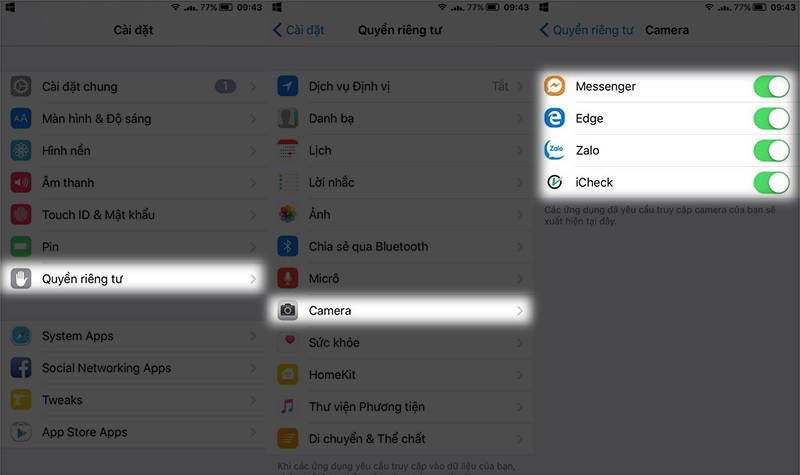 77% 09:43
Cài đặt
Cài đặt chung 1
Màn hình & Độ sáng
Hình nền
Âm thanh
Touch ID & Mật khẩu
Pin
Quyền riêng tư
System Apps
Social Networking Apps
Tweaks
App Store Apps
77% 09:43
Cài đặt Quyền riêng tư
Dịch vụ Định vị Tắt
Danh bạ
Lịch
Lời nhắc
Ảnh
Chia sẻ qua Bluetooth
Micrô
Camera
Sức khỏe
HomeKit
Thư viện Phương tiện
Di chuyển & Thể chất
Khi các ứng dụng yêu cầu truy cập vào dữ liệu của bạn,
77% 09:43
Quyền riêng tư Camera
Messenger
Edge
Zalo
Zalo
iCheck
Các ứng dụng đã yêu cầu truy cập camera của bạn sẽ
xuất hiện tại đây.